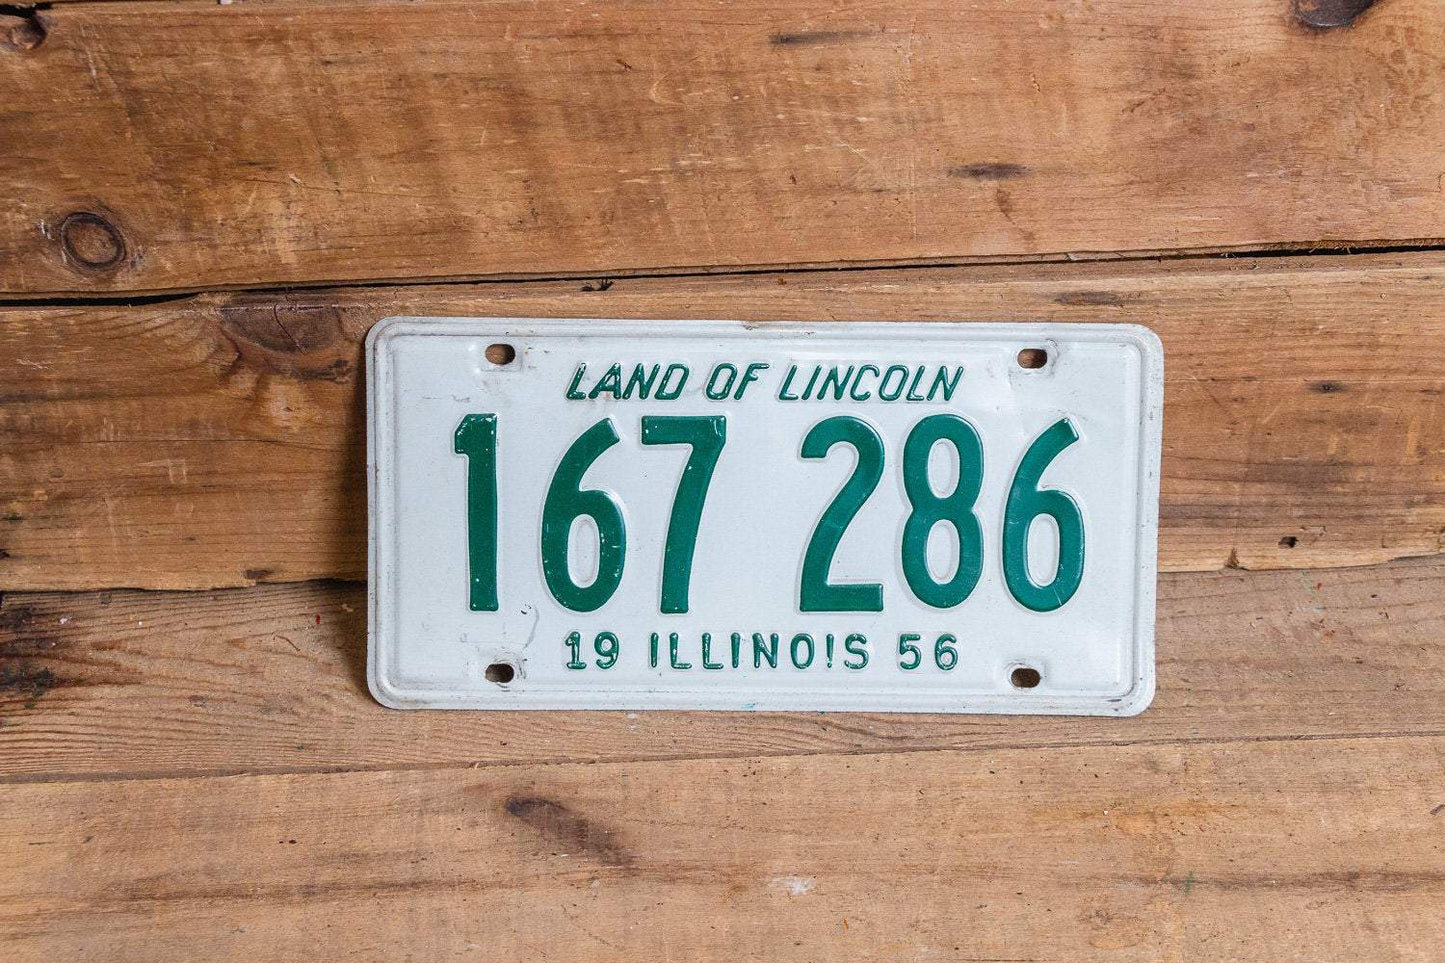 LAND OF LINCOLN
167 286
19 ILLINOIS 56